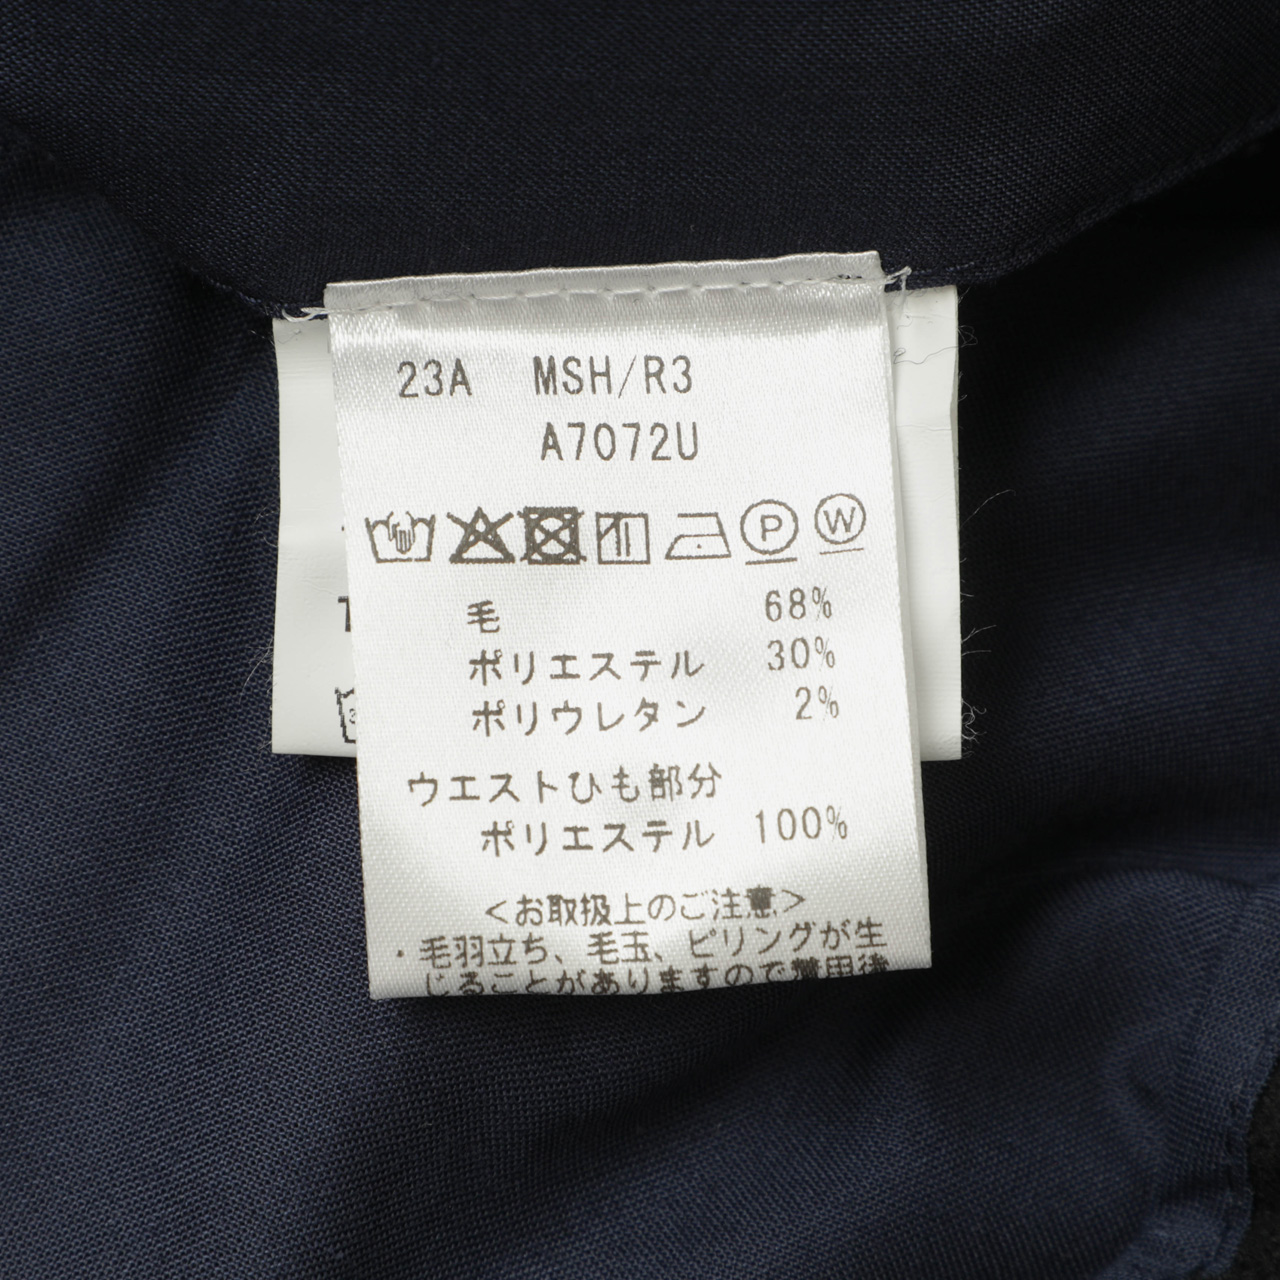 23A MSH/R3
A7072U
P W
毛 68%
ポリエステル 30%
ポリウレタン 2%
ウエストひも部分
ポリエステル 100%
<お取扱上のご注意>
・毛羽立ち、毛玉、ピリングが生
じることがありますので着用後